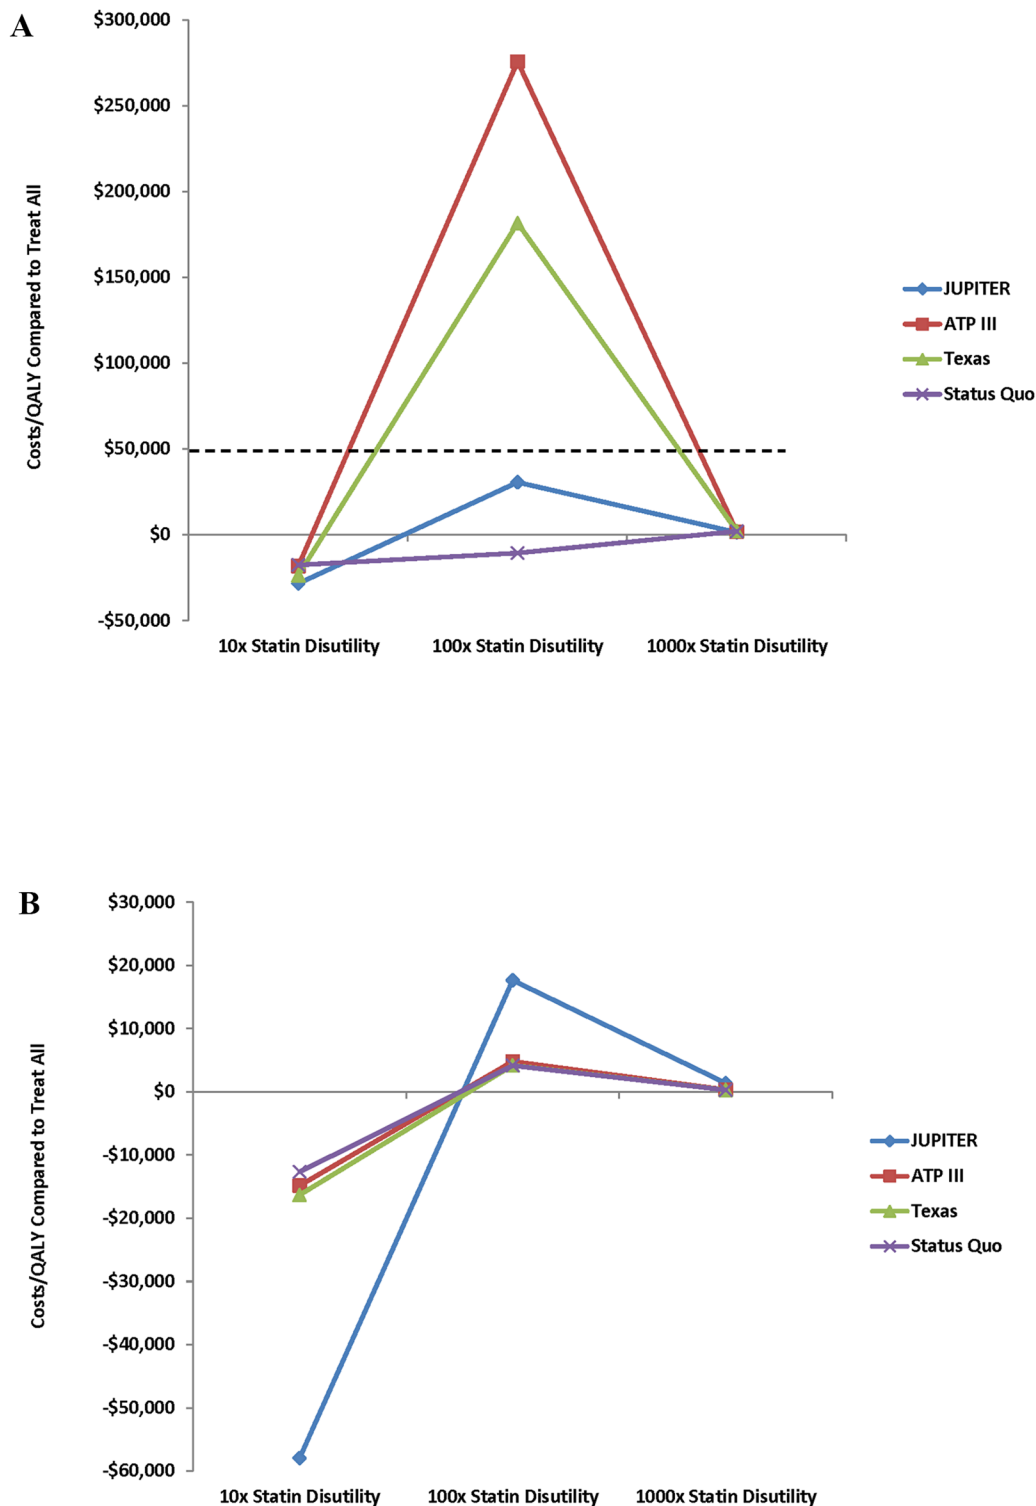 A
Costs/QALY Compared to Treat All
$300,000
$250,000
$200,000
$150,000
$100,000
$50,000
$0
-$50,000
10x Statin Disutility
100x Statin Disutility
1000x Statin Disutility
JUPITER
ATP III
Texas
Status Quo
B
Costs/QALY Compared to Treat All
$30,000
$20,000
$10,000
$0
-$10,000
-$20,000
-$30,000
-$40,000
-$50,000
-$60,000
10x Statin Disutility
100x Statin Disutility
1000x Statin Disutility
JUPITER
ATP III
Texas
Status Quo